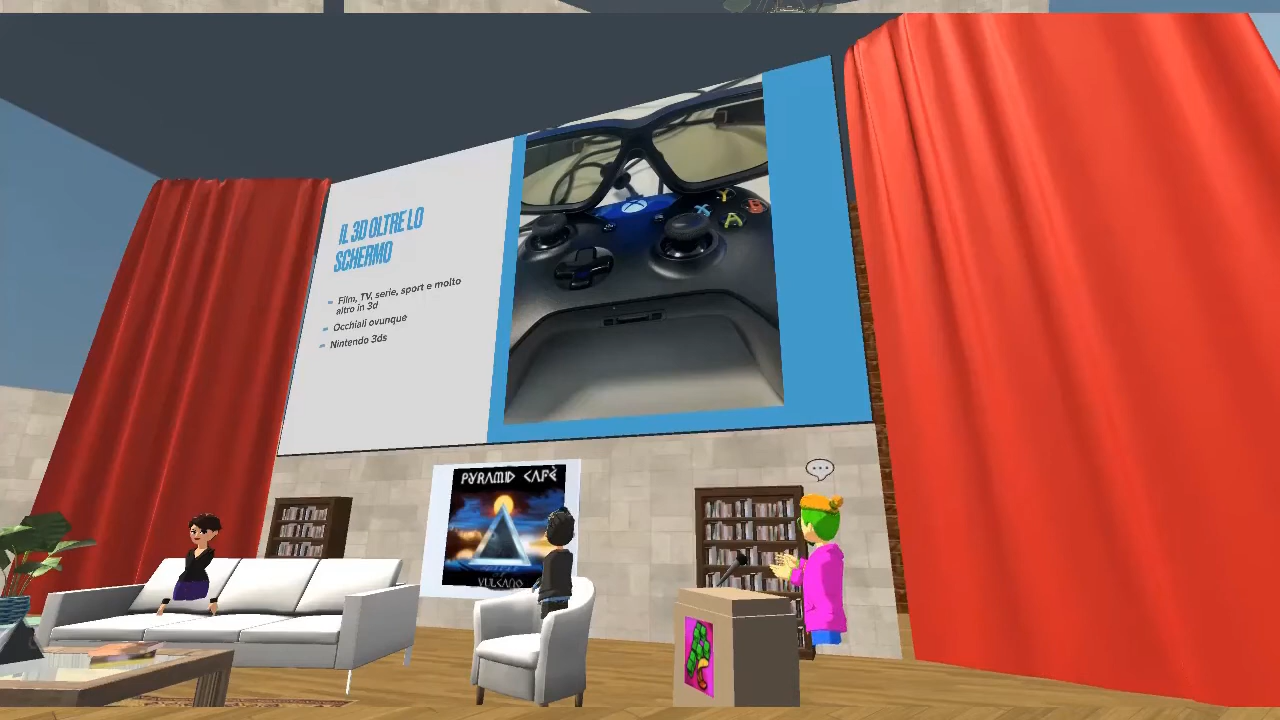 IL 3D OLTRE LO
SCHERMO
Film, TV, serie, sport e molto
altro in 3d
Occhiali ovunque
Nintendo 3ds
Y
X
B
A
PYRAMID CAFÈ
VULCANO